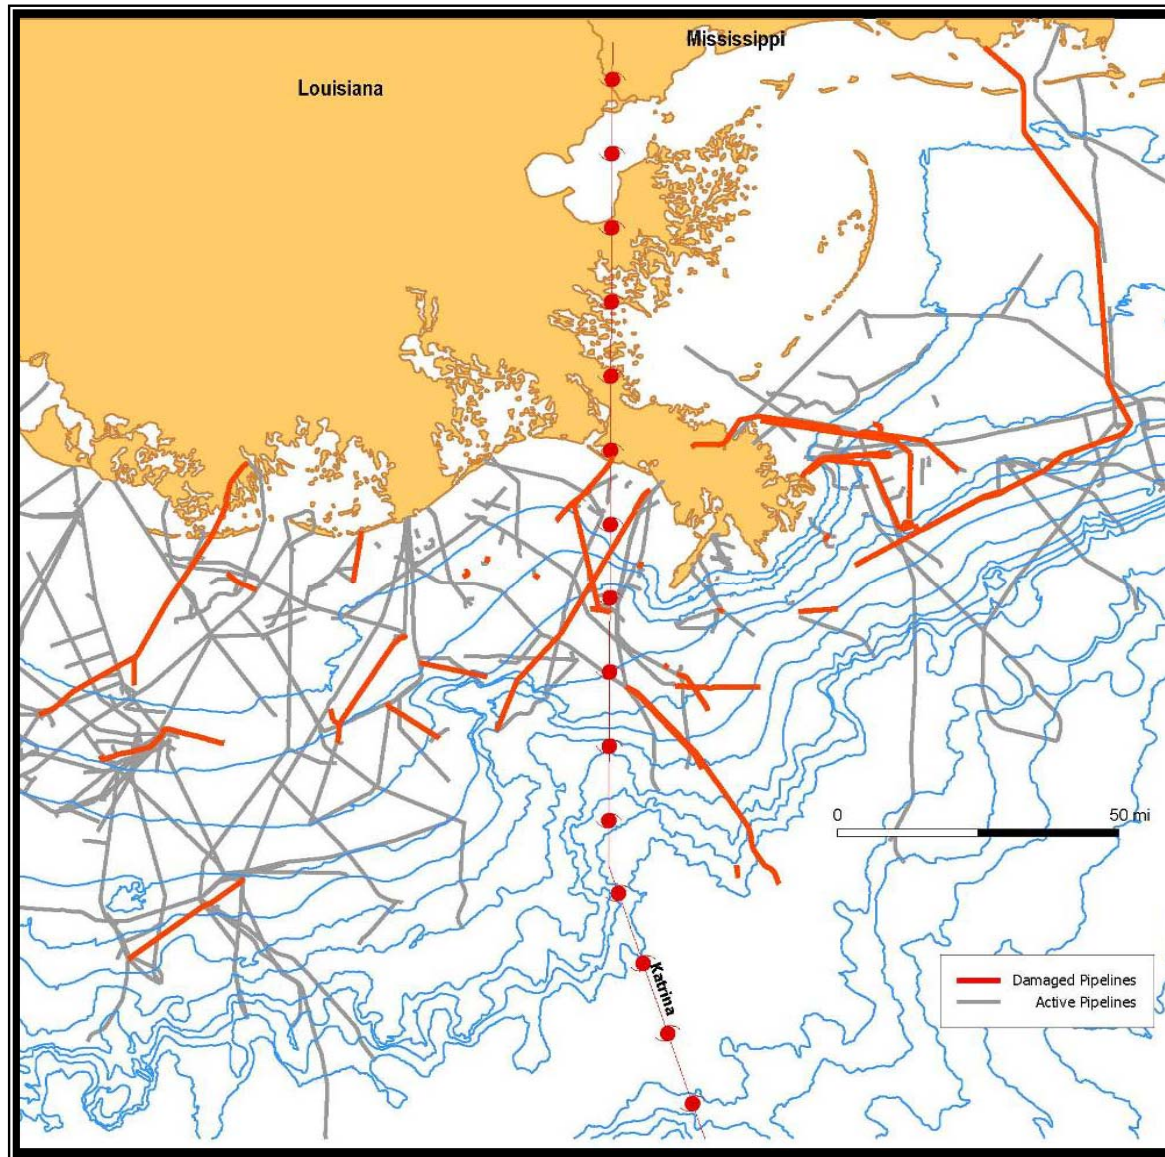 Mississippi
Louisiana
0 50 mi
Katrina
Damaged Pipelines
Active Pipelines